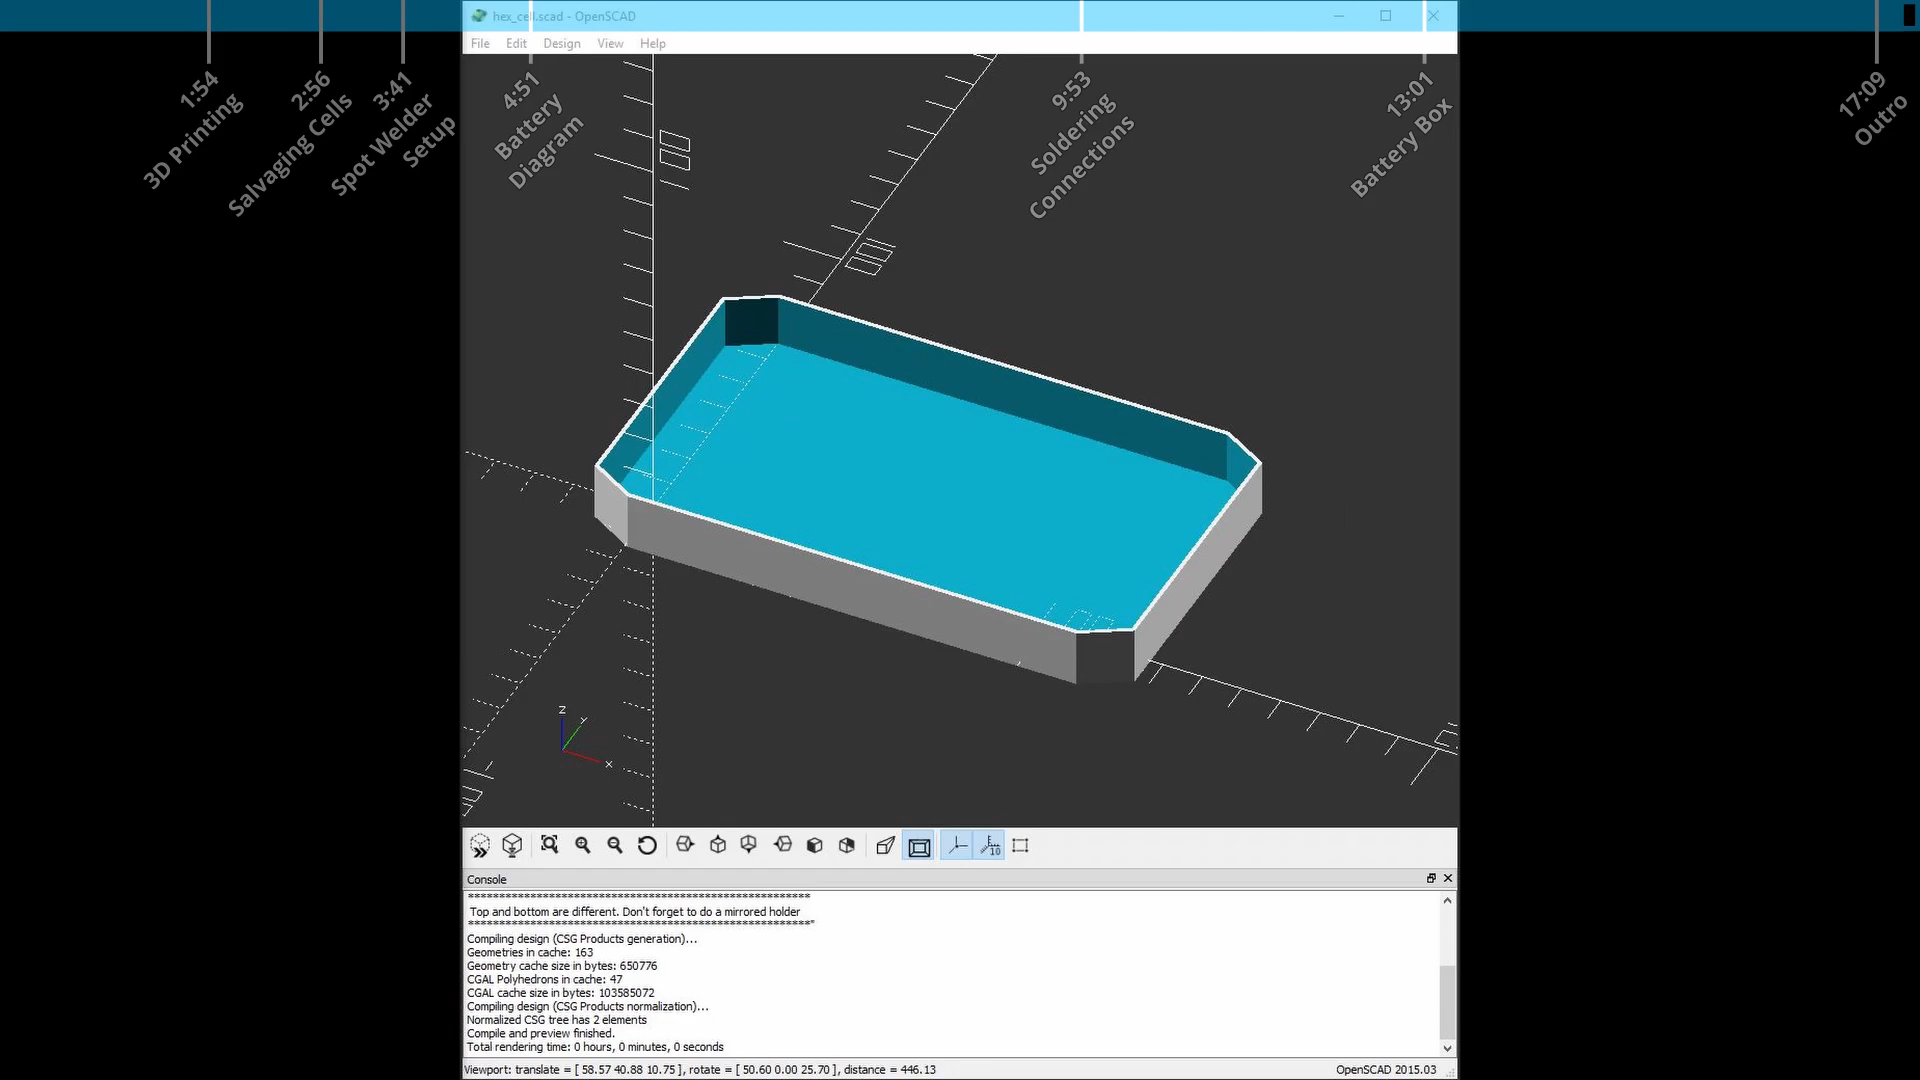 hex_cell.scad - OpenSCAD
File Edit Design View Help
1:54
3D Printing
2:56
Salvaging Cells
3:41
Spot Welder
Setup
4:51
Battery
Diagram
9:53
Soldering
Connections
13:01
Battery Box
17:09
Outro
Z
Y
X
10
Console
******************************************************
Top and bottom are different. Don't forget to do a mirrored holder
******************************************************"
Compiling design (CSG Products generation)...
Geometries in cache: 163
Geometry cache size in bytes: 650776
CGAL Polyhedrons in cache: 47
CGAL cache size in bytes: 103585072
Compiling design (CSG Products normalization)...
Normalized CSG tree has 2 elements
Compile and preview finished.
Total rendering time: 0 hours, 0 minutes, 0 seconds
Viewport: translate = [ 58.57 40.88 10.75 ], rotate = [ 50.60 0.00 25.70 ], distance = 446.13
OpenSCAD 2015.03